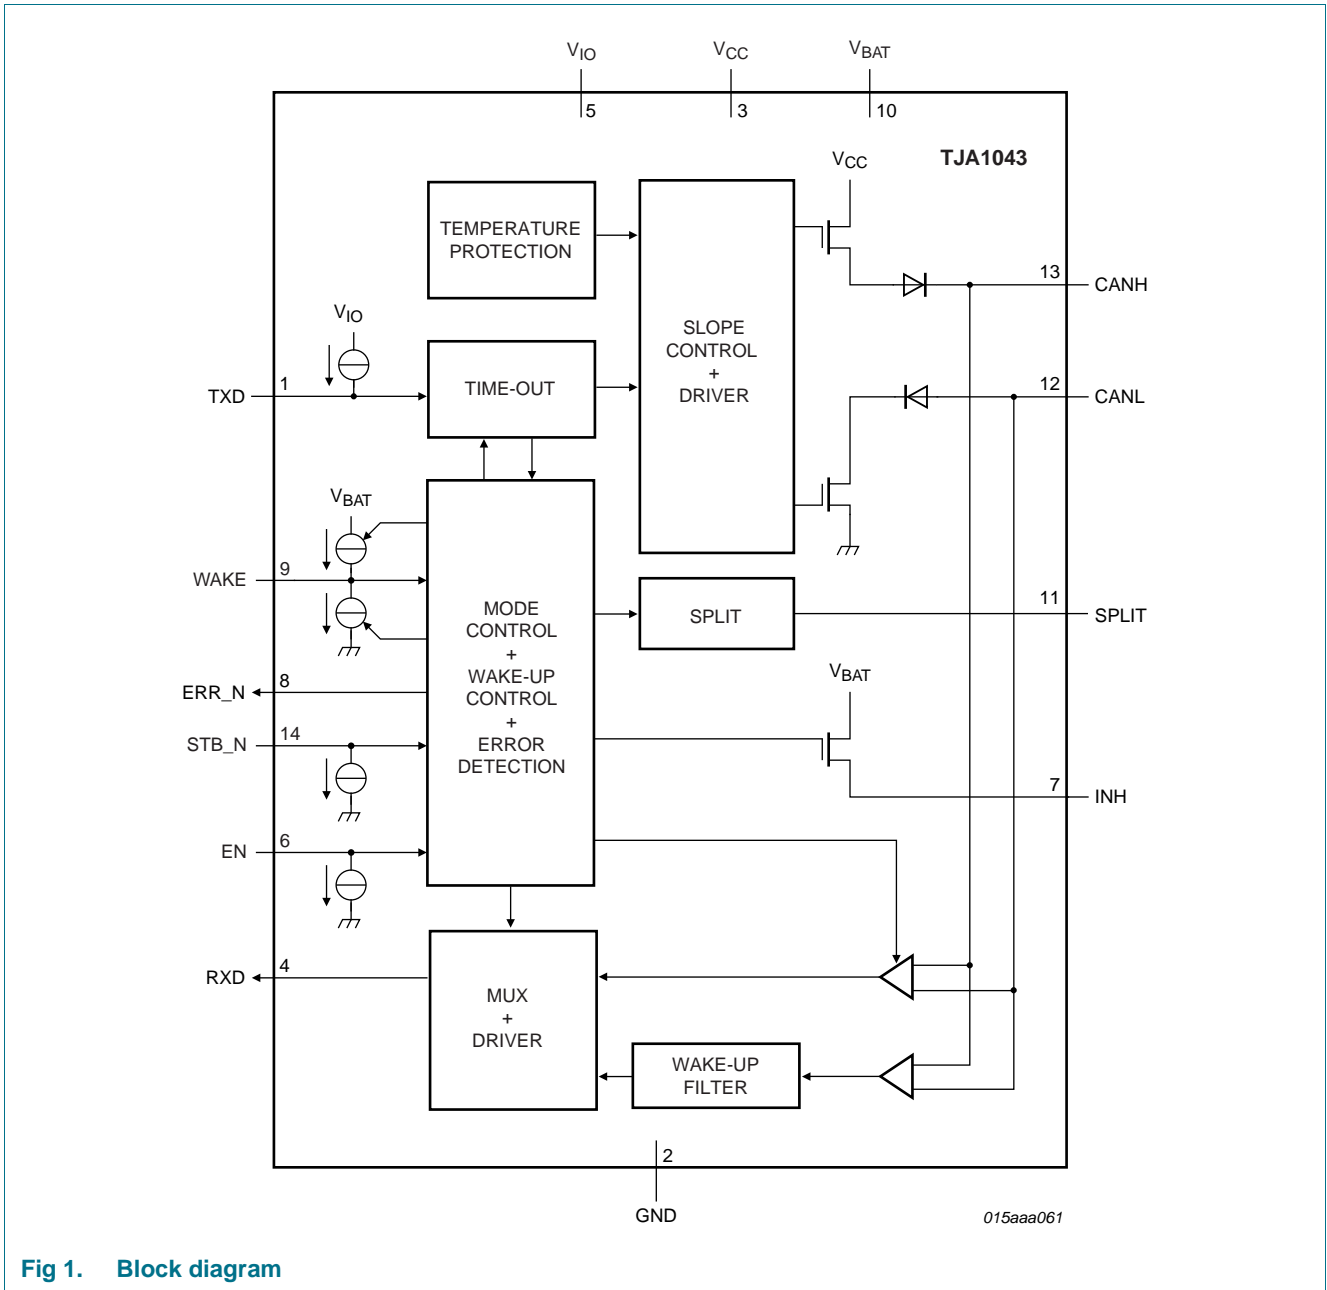 VIO
VCC
VBAT
5
3
10
TJA1043
VCC
TEMPERATURE
PROTECTION
13
CANH
VIO
SLOPE
CONTROL
+
DRIVER
TXD
1
TIME-OUT
12
CANL
VBAT
WAKE
9
MODE
CONTROL
+
WAKE-UP
CONTROL
+
ERROR
DETECTION
SPLIT
11
SPLIT
VBAT
ERR_N
8
STB_N
14
7
INH
EN
6
RXD
4
MUX
+
DRIVER
WAKE-UP
FILTER
2
GND
015aaa061
Fig 1. Block diagram